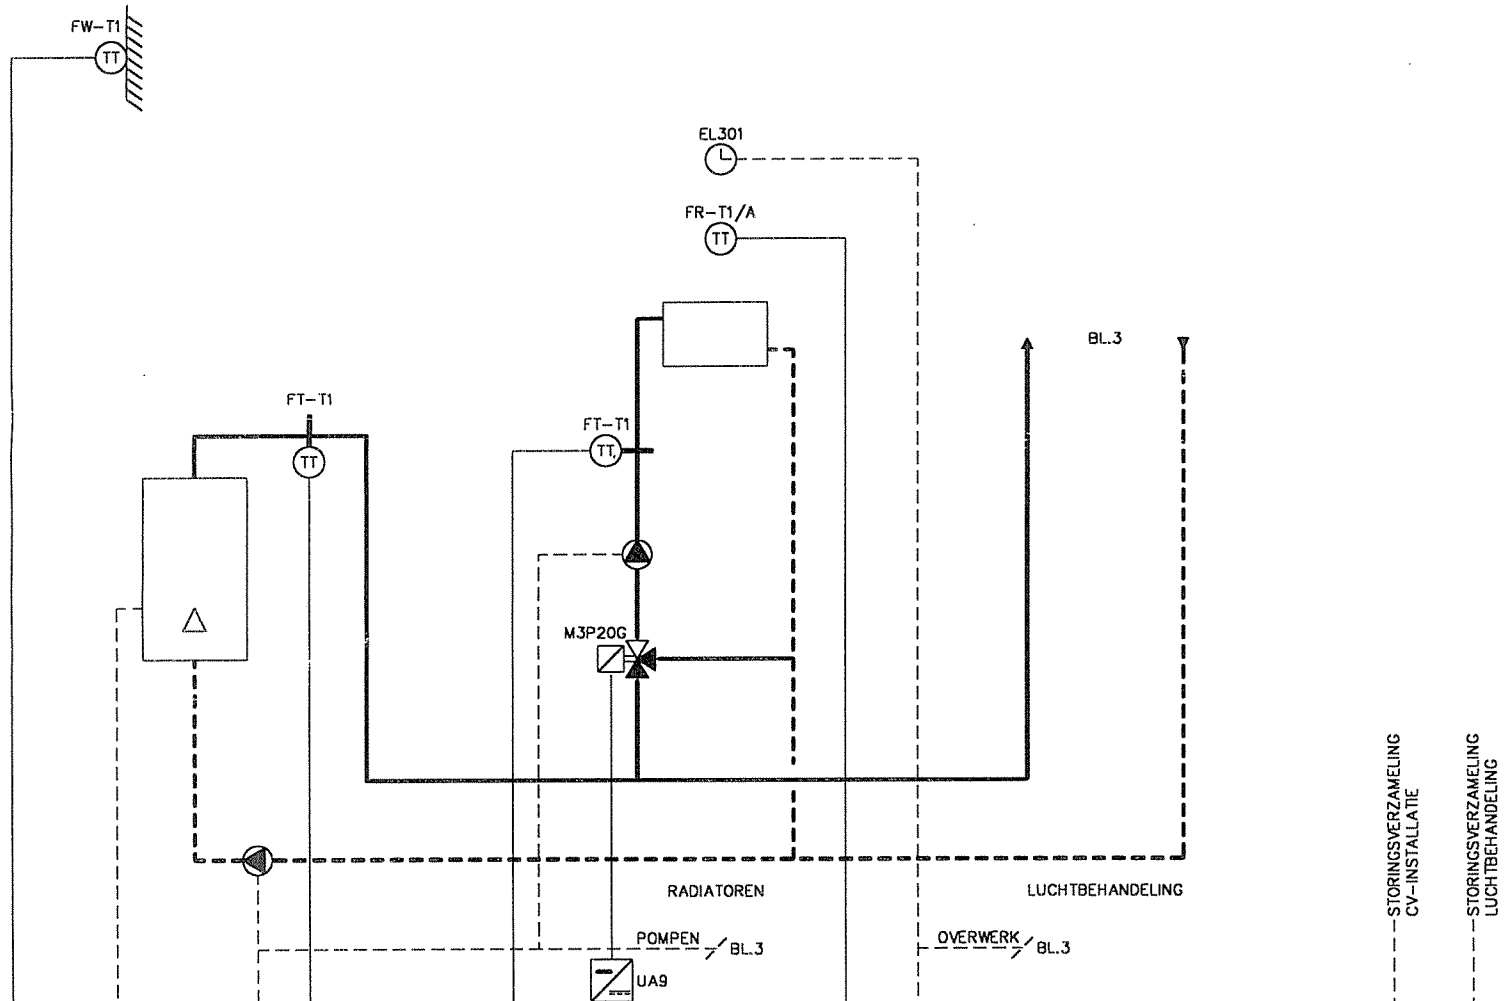 FW-T1
TT
EL301
FR-T1/A
TT
BL.3
FT-T1
TT
FT-T1
TT
M3P20G
RADIATOREN
LUCHTBEHANDELING
POMPEN
BL.3
OVERWERK
BL.3
UA9
STORINGSVERZAMELING
CV-INSTALLATIE
STORINGSVERZAMELING
LUCHTBEHANDELING